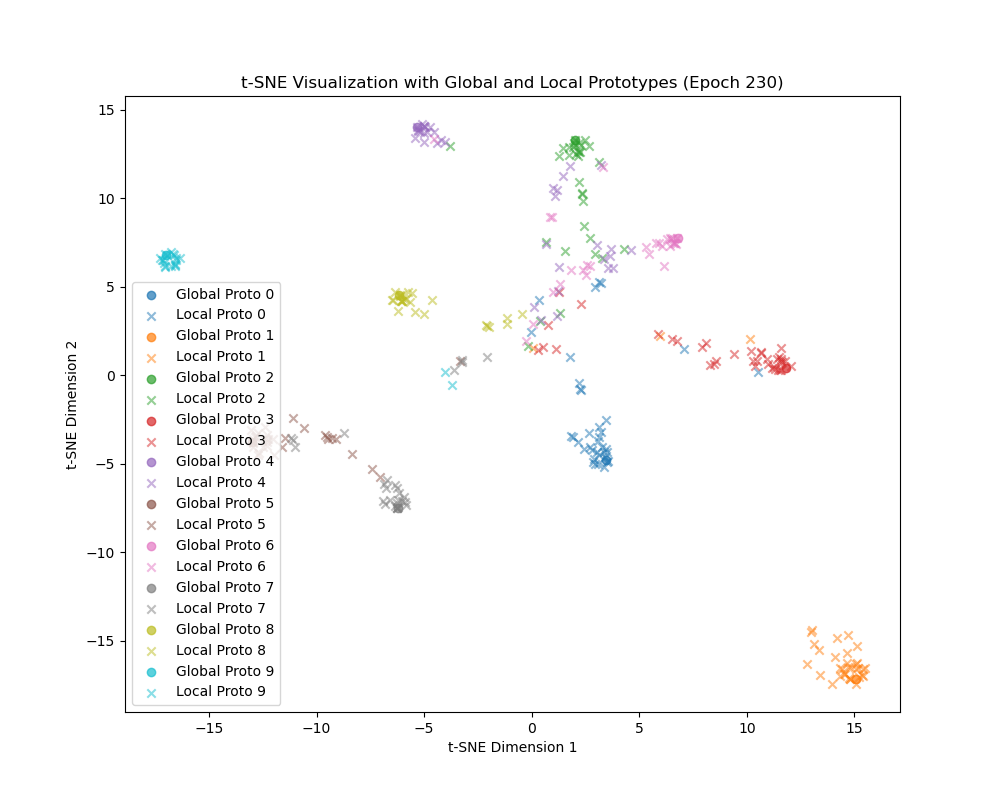 t-SNE Visualization with Global and Local Prototypes (Epoch 230)
15
10
5
0
−5
−10
−15
t-SNE Dimension 2
Global Proto 0
Local Proto 0
Global Proto 1
Local Proto 1
Global Proto 2
Local Proto 2
Global Proto 3
Local Proto 3
Global Proto 4
Local Proto 4
Global Proto 5
Local Proto 5
Global Proto 6
Local Proto 6
Global Proto 7
Local Proto 7
Global Proto 8
Local Proto 8
Global Proto 9
Local Proto 9
−15 −10 −5 0 5 10 15
t-SNE Dimension 1